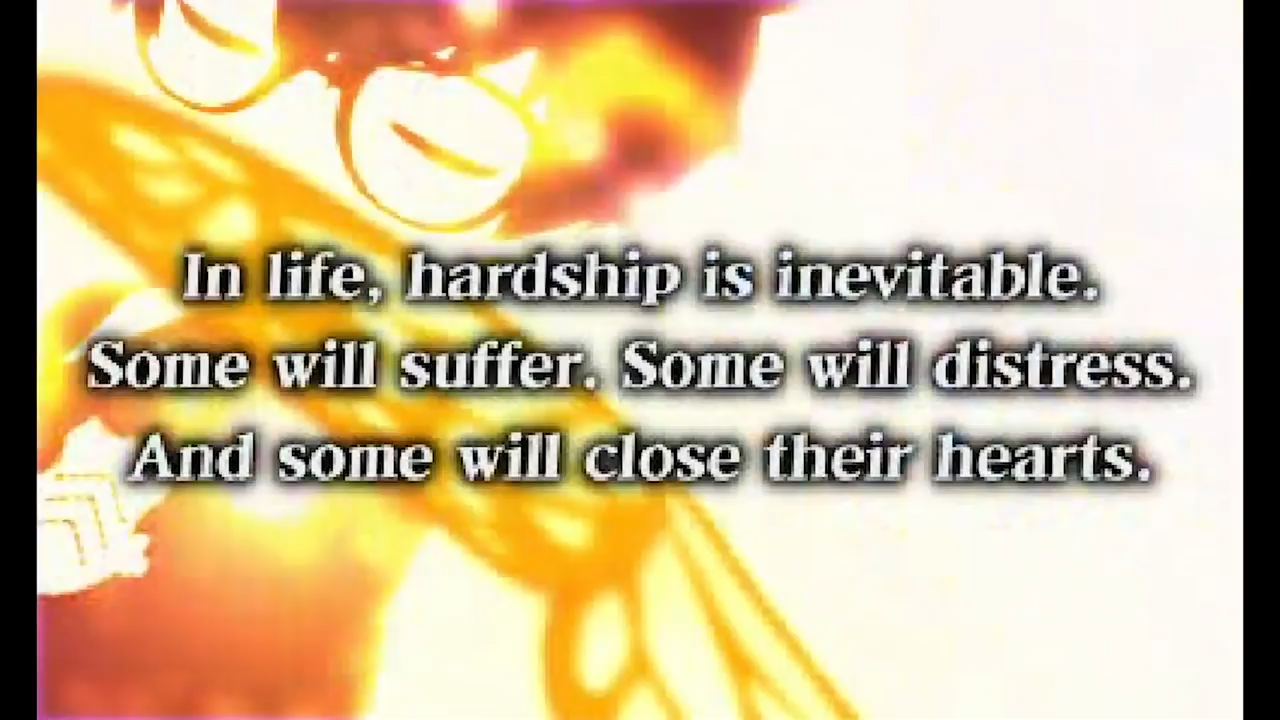 In life, hardship is inevitable.
Some will suffer. Some will distress.
And some will close their hearts.